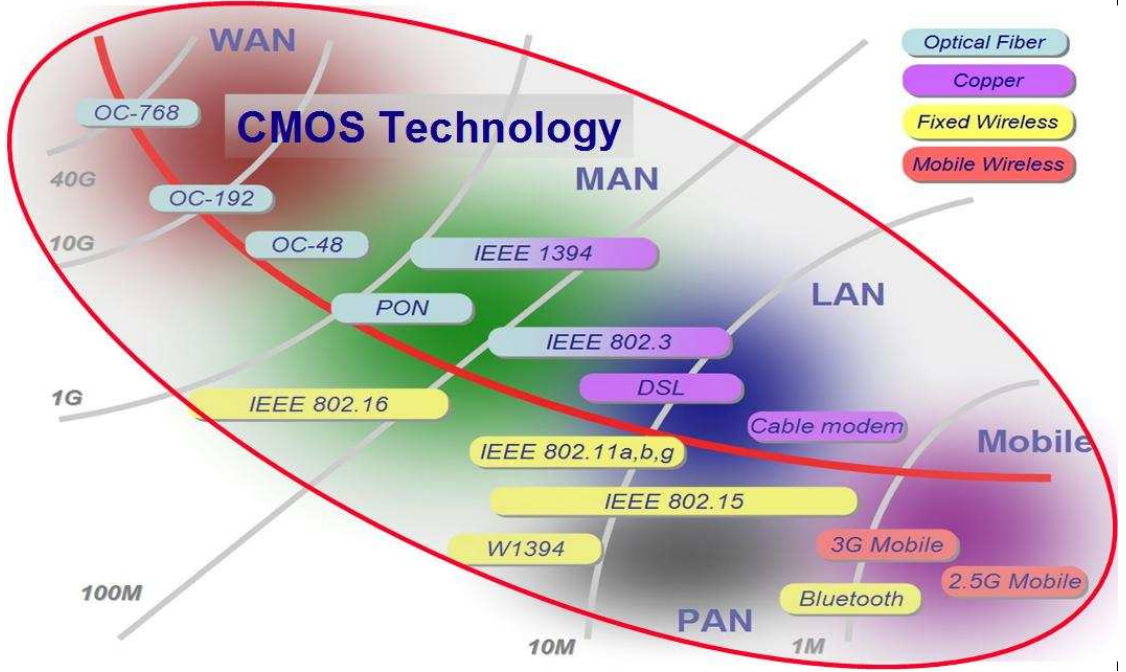 WAN
Optical Fiber
Copper
OC-768
CMOS Technology
Fixed Wireless
Mobile Wireless
40G
MAN
OC-192
10G
OC-48
IEEE 1394
LAN
PON
IEEE 802.3
DSL
1G
IEEE 802.16
Cable modem
Mobile
IEEE 802.11a,b,g
IEEE 802.15
W1394
3G Mobile
2.5G Mobile
100M
Bluetooth
PAN
10M
1M